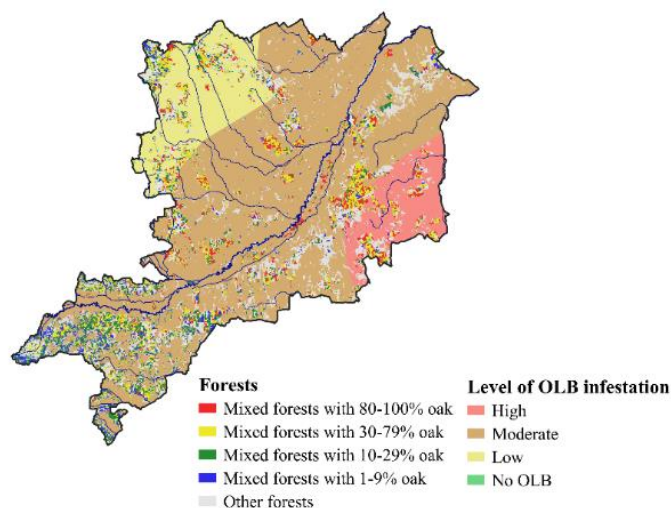 Forests
Mixed forests with 80-100% oak
Mixed forests with 30-79% oak
Mixed forests with 10-29% oak
Mixed forests with 1-9% oak
Other forests
Level of OLB infestation
High
Moderate
Low
No OLB